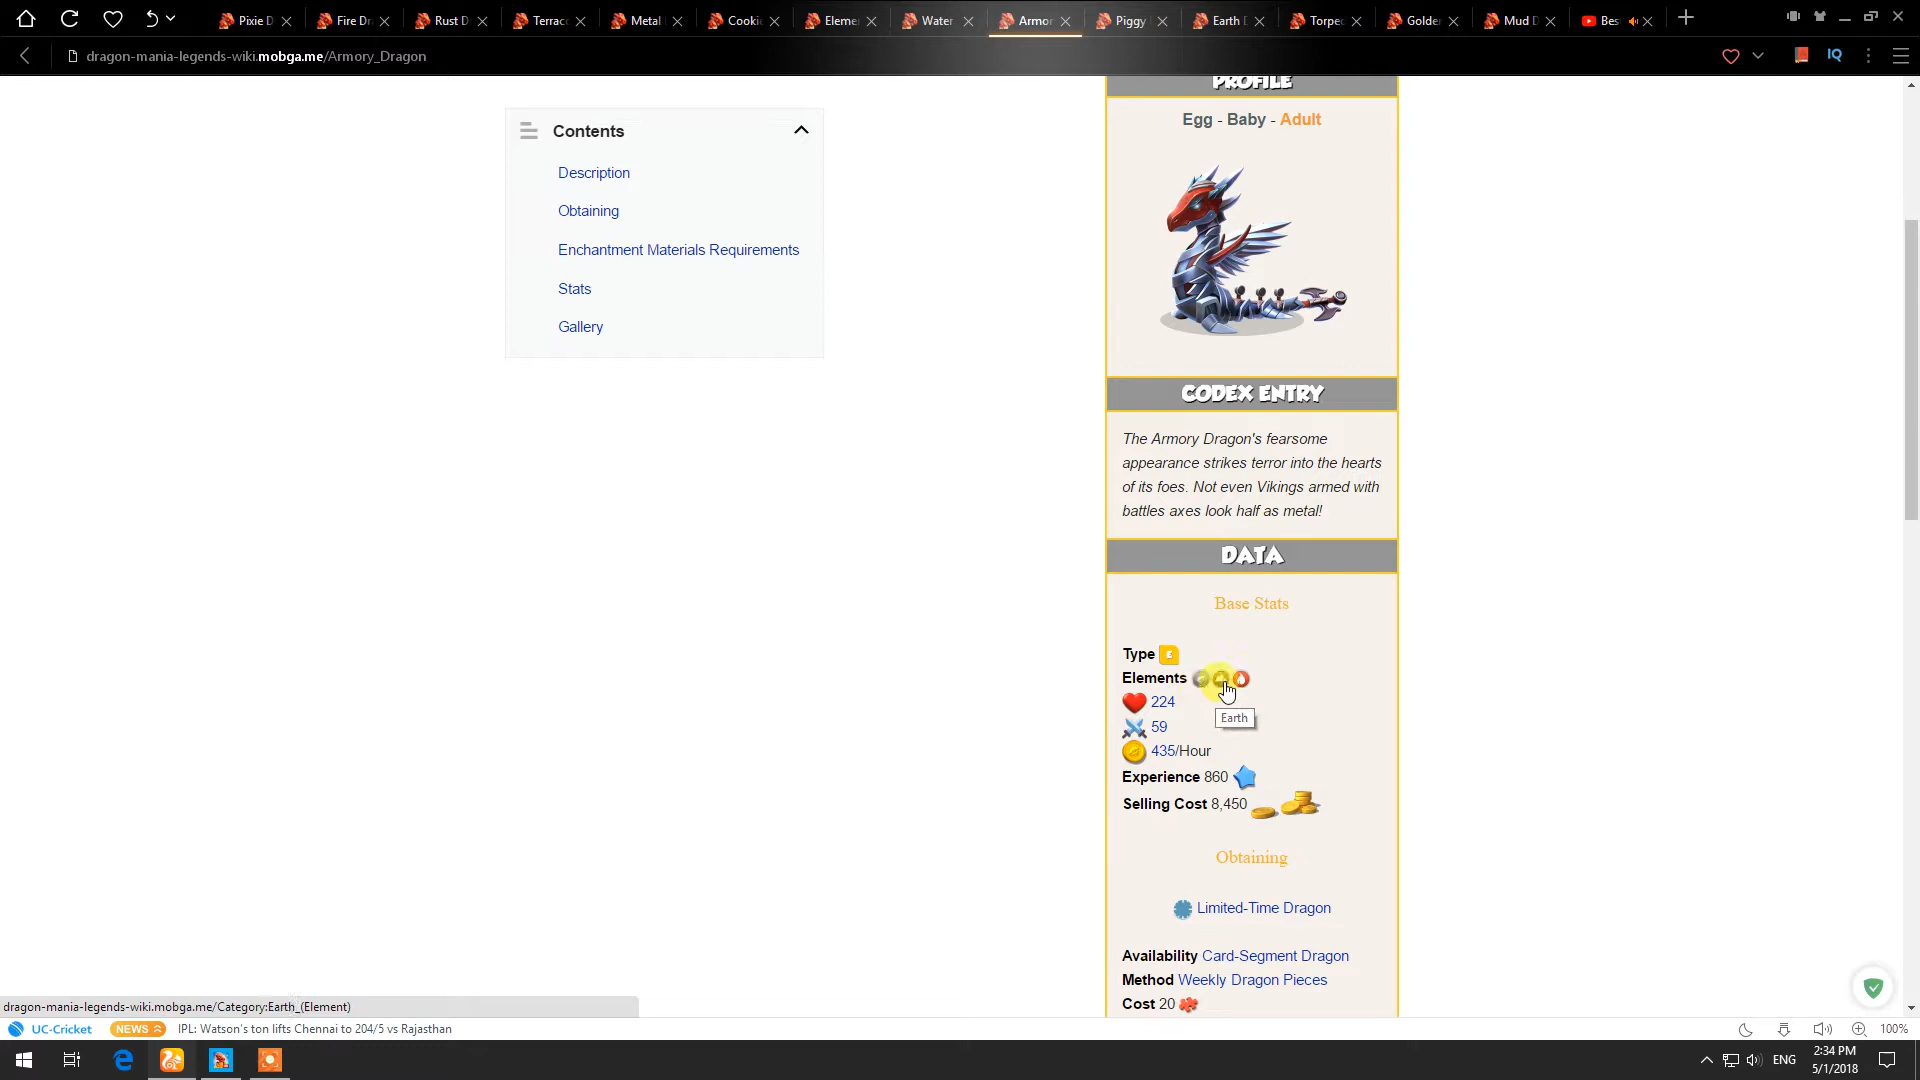 Pixie D
Fire Dr
Rust D
Terrac
Metal
Cookie
Elemer
Water
Armor
Piggy
Earth D
Torped
Golde
Mud D
Bes
dragon-mania-legends-wiki.mobga.me/Armory_Dragon
IQ
PROFILE
Contents
Description
Obtaining
Enchantment Materials Requirements
Stats
Gallery
Egg - Baby - Adult
CODEX ENTRY
The Armory Dragon's fearsome
appearance strikes terror into the hearts
of its foes. Not even Vikings armed with
battles axes look half as metal!
DATA
Base Stats
Type E
Elements
224
Earth
59
435/Hour
Experience 860
Selling Cost 8,450
Obtaining
Limited-Time Dragon
Availability Card-Segment Dragon
Method Weekly Dragon Pieces
Cost 20
dragon-mania-legends-wiki.mobga.me/Category:Earth_(Element)
UC-Cricket
NEWS
IPL: Watson's ton lifts Chennai to 204/5 vs Rajasthan
100%
ENG
2:34 PM
5/1/2018